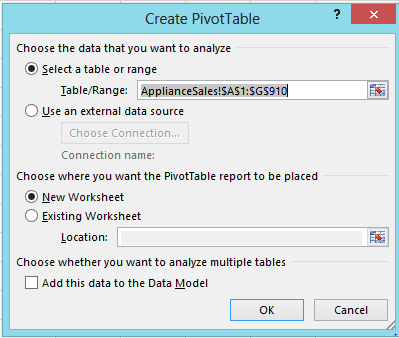 Create PivotTable
? ×
Choose the data that you want to analyze
Select a table or range
Table/Range: ApplianceSales!$A$1:$G$910
Use an external data source
Choose Connection...
Connection name:
Choose where you want the PivotTable report to be placed
New Worksheet
Existing Worksheet
Location:
Choose whether you want to analyze multiple tables
Add this data to the Data Model
OK Cancel